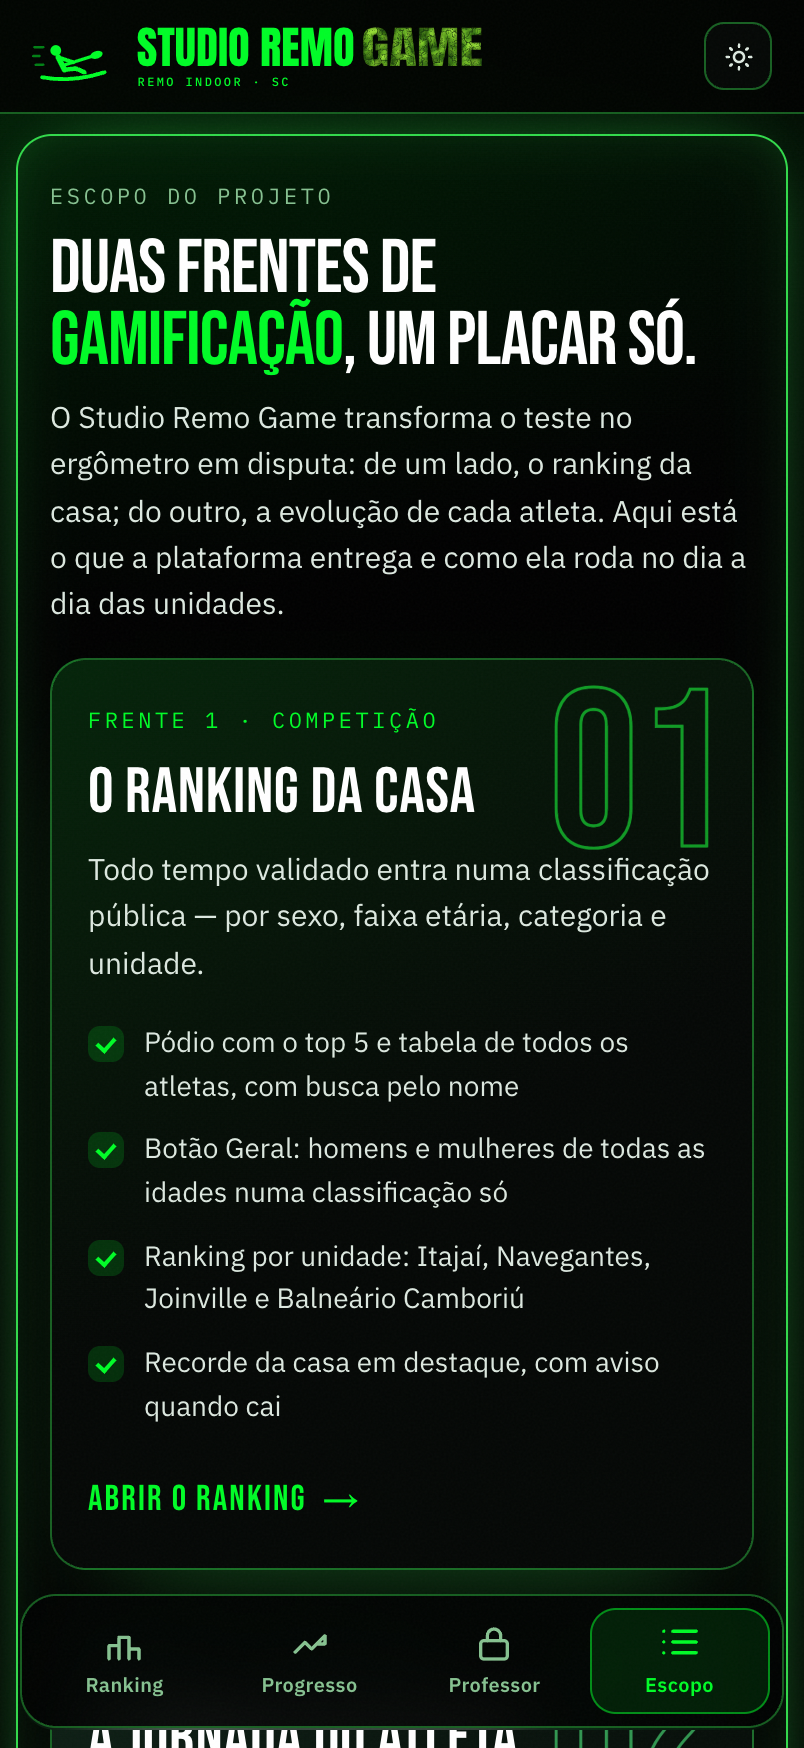 STUDIO REMO GAME
REMO INDOOR · SC
ESCOPO DO PROJETO
DUAS FRENTES DE
GAMIFICAÇÃO, UM PLACAR SÓ.
O Studio Remo Game transforma o teste no
ergômetro em disputa: de um lado, o ranking da
casa; do outro, a evolução de cada atleta. Aqui está
o que a plataforma entrega e como ela roda no dia a
dia das unidades.
FRENTE 1 · COMPETIÇÃO
01
O RANKING DA CASA
Todo tempo validado entra numa classificação
pública — por sexo, faixa etária, categoria e
unidade.
Pódio com o top 5 e tabela de todos os
atletas, com busca pelo nome
Botão Geral: homens e mulheres de todas as
idades numa classificação só
Ranking por unidade: Itajaí, Navegantes,
Joinville e Balneário Camboriú
Recorde da casa em destaque, com aviso
quando cai
ABRIR O RANKING →
Ranking
Progresso
Professor
Escopo
A JORNADA DO ATLETA
02